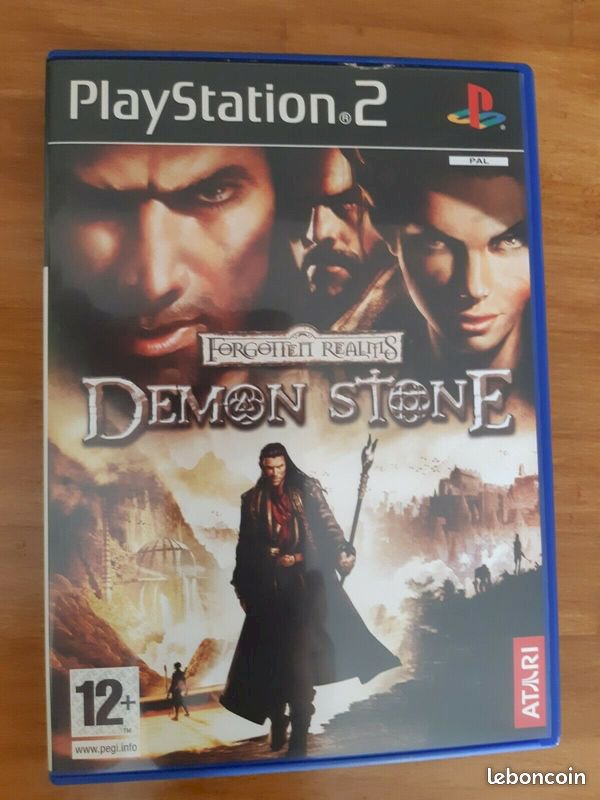 PlayStation®2
PAL
FORGOTTEN REALMS
DEMON STONE
ATARI
12+
www.pegi.info
leboncoin